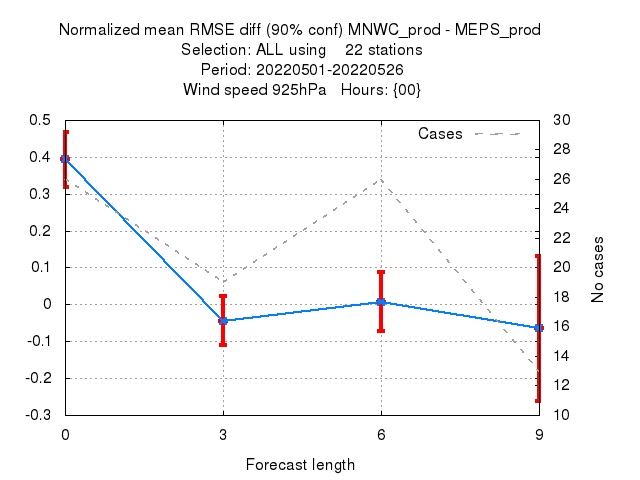 Normalized mean RMSE diff (90% conf) MNWC_prod - MEPS_prod
Selection: ALL using    22 stations
Period: 20220501-20220526
Wind speed 925hPa   Hours: {00}
Cases
0.5
0.4
0.3
0.2
0.1
0
-0.1
-0.2
-0.3
30
28
26
24
22
20
18
16
14
12
10
No cases
0 3 6 9
Forecast length